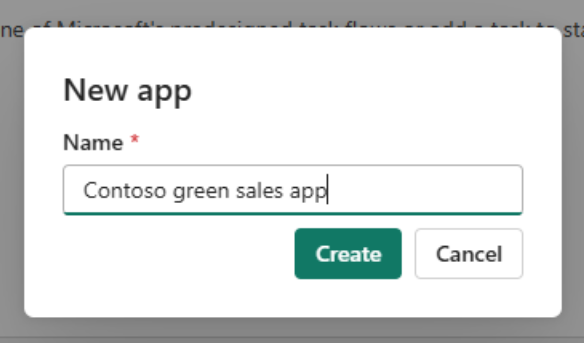 one of Microsoft's predesigned task flows or add a task to sta
New app
Name *
Contoso green sales app
Create
Cancel